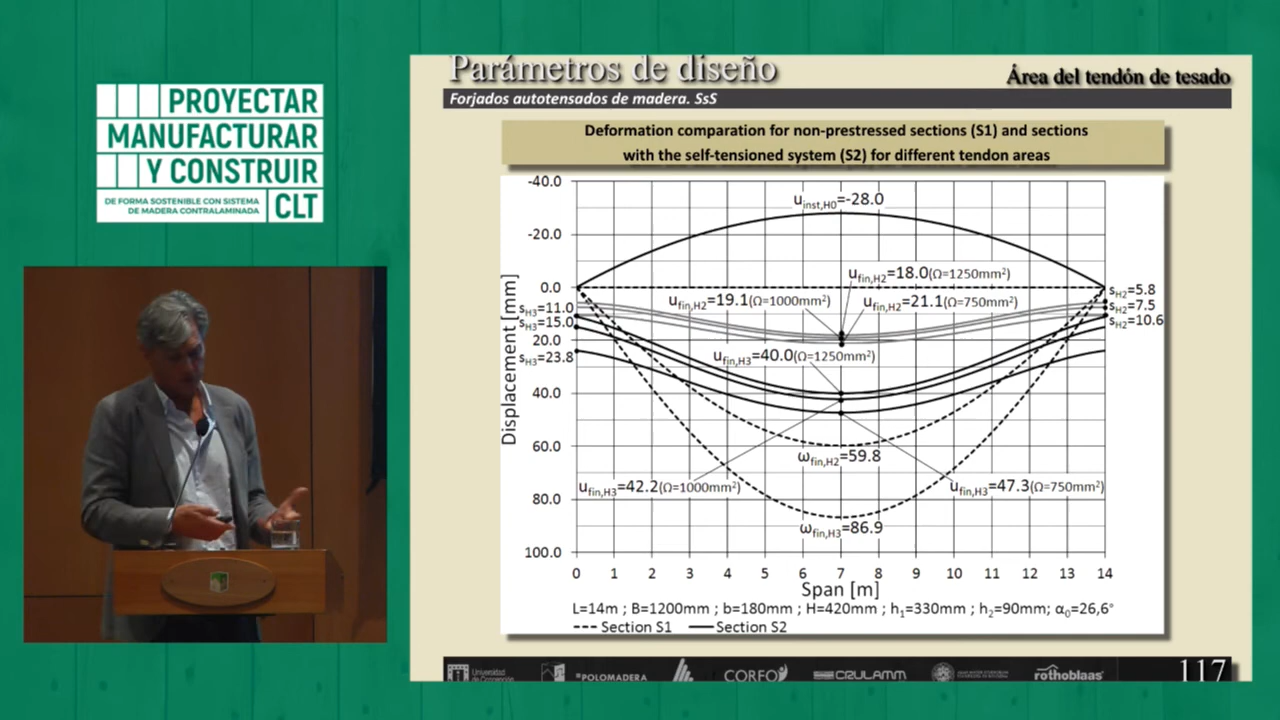 PROYECTAR
MANUFACTURAR
Y CONSTRUIR
DE FORMA SOSTENIBLE CON SISTEMA
DE MADERA CONTRALAMINADA
CLT
Parámetros de diseño
Área del tendón de tesado
Forjados autotensados de madera. SsS
Deformation comparation for non-prestressed sections (S1) and sections
with the self-tensioned system (S2) for different tendon areas
Displacement [mm]
-40.0
-20.0
0.0
20.0
40.0
60.0
80.0
100.0
uinst,H0=-28.0
ufin,H2=18.0(Ω=1250mm²)
ufin,H2=19.1(Ω=1000mm²)
ufin,H2=21.1(Ω=750mm²)
sH2=5.8
sH2=7.5
sH2=10.6
sH3=11.0
sH3=15.0
sH3=23.8
ufin,H3=40.0(Ω=1250mm²)
ωfin,H2=59.8
ufin,H3=42.2(Ω=1000mm²)
ufin,H3=47.3(Ω=750mm²)
ωfin,H3=86.9
0 1 2 3 4 5 6 7 8 9 10 11 12 13 14
Span [m]
L=14m ; B=1200mm ; b=180mm ; H=420mm ; h1=330mm ; h2=90mm; α0=26,6°
Section S1 Section S2
Universidad
POLOMADERA
CORFO
CRULAMM
rothoblaas
117